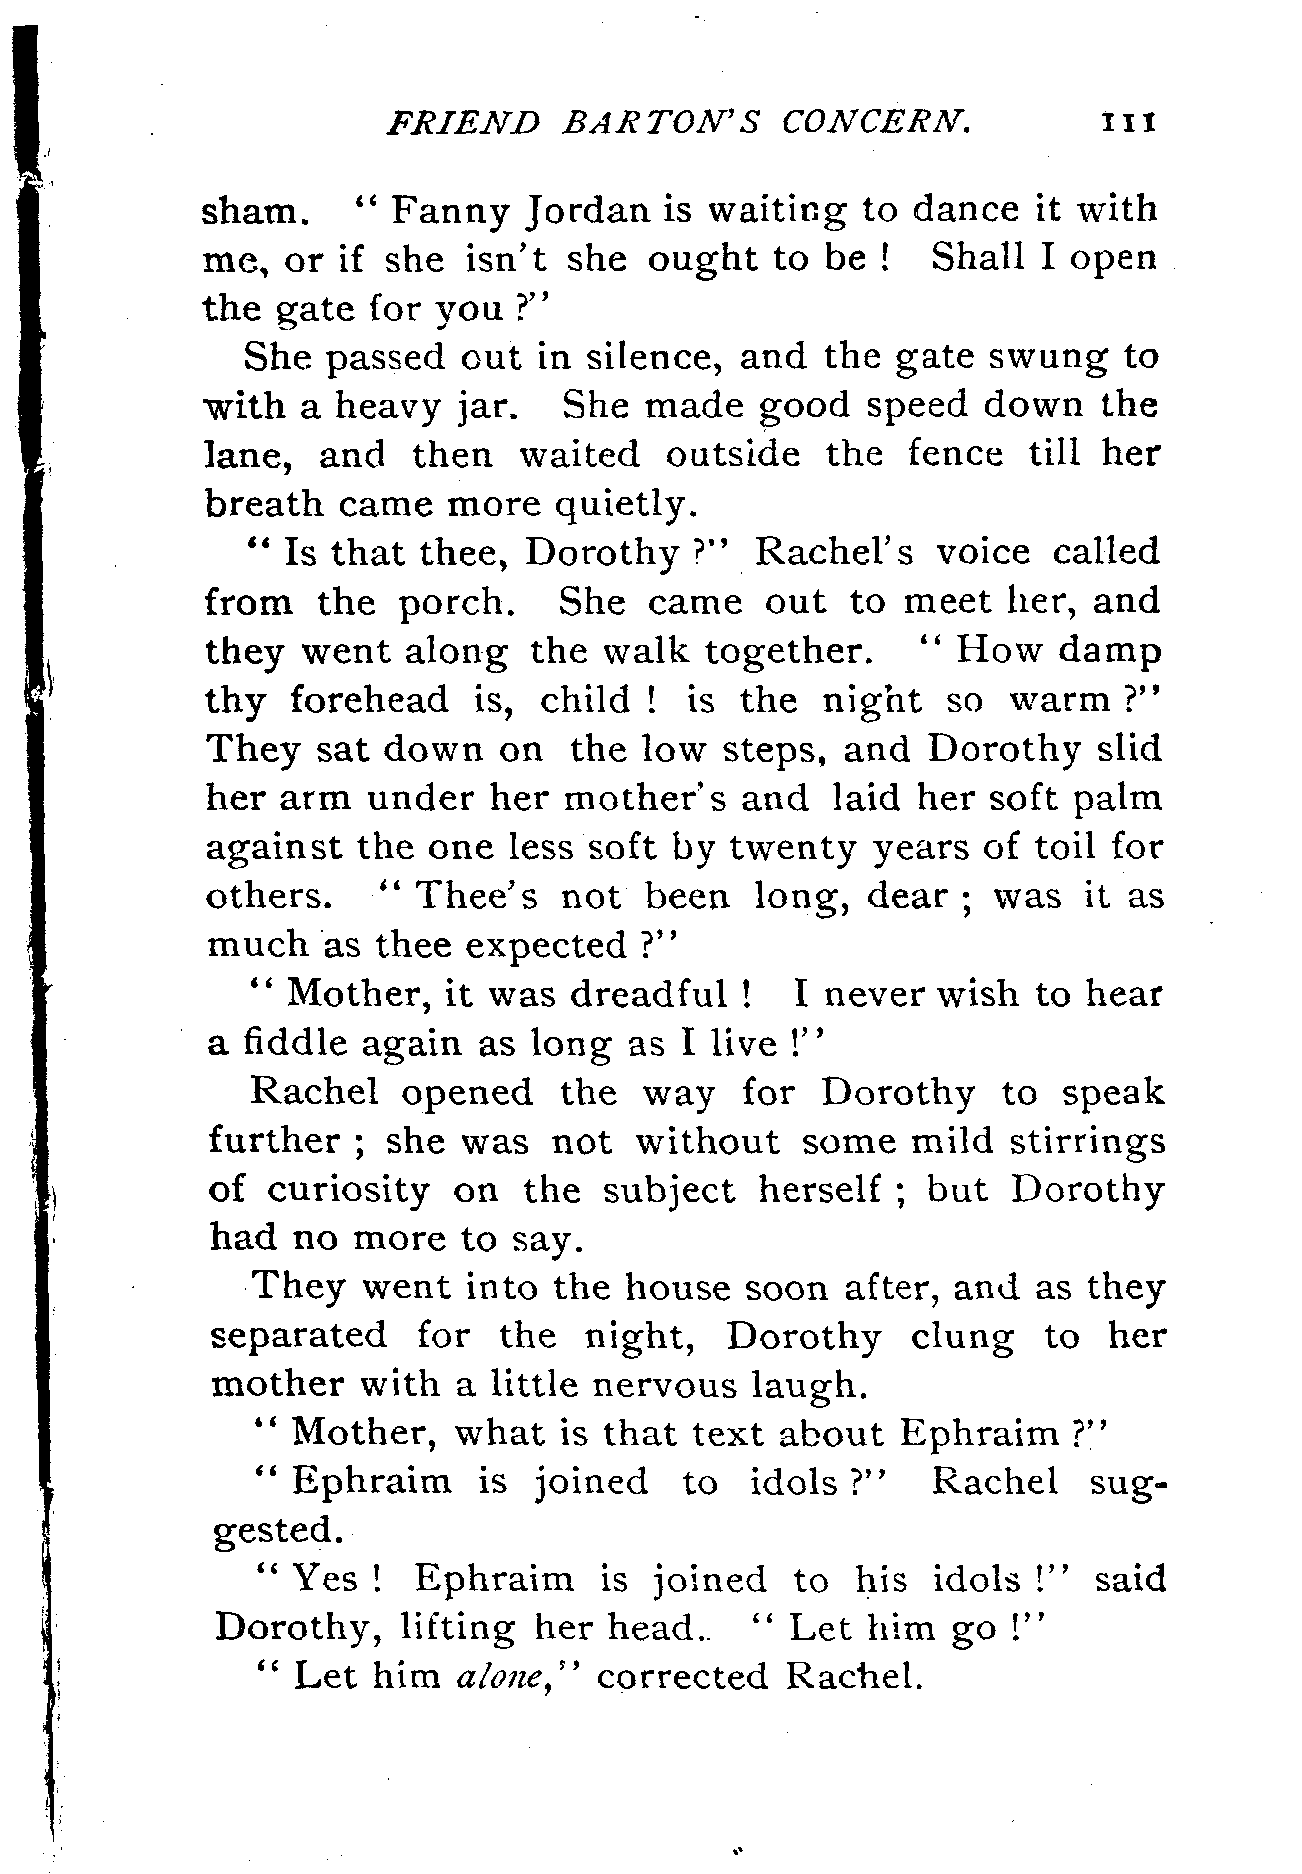 FRIEND BARTON'S CONCERN. 111
sham. “ Fanny Jordan is waiting to dance it with
me, or if she isn't she ought to be ! Shall I open
the gate for you ?”
She passed out in silence, and the gate swung to
with a heavy jar. She made good speed down the
lane, and then waited outside the fence till her
breath came more quietly.
“ Is that thee, Dorothy ?” Rachel's voice called
from the porch. She came out to meet her, and
they went along the walk together. “ How damp
thy forehead is, child ! is the night so warm ?”
They sat down on the low steps, and Dorothy slid
her arm under her mother's and laid her soft palm
against the one less soft by twenty years of toil for
others. “ Thee's not been long, dear ; was it as
much as thee expected ?”
“ Mother, it was dreadful ! I never wish to hear
a fiddle again as long as I live !”
Rachel opened the way for Dorothy to speak
further ; she was not without some mild stirrings
of curiosity on the subject herself ; but Dorothy
had no more to say.
They went into the house soon after, and as they
separated for the night, Dorothy clung to her
mother with a little nervous laugh.
“ Mother, what is that text about Ephraim ?”
“ Ephraim is joined to idols ?” Rachel sug-
gested.
“ Yes ! Ephraim is joined to his idols !” said
Dorothy, lifting her head. “ Let him go !”
“ Let him alone,” corrected Rachel.